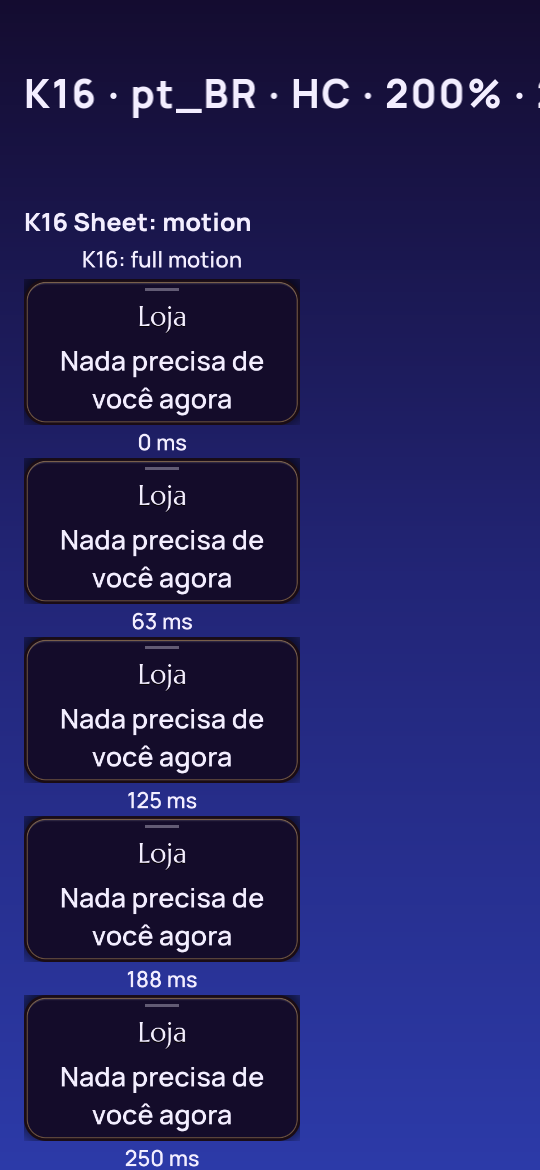 K16 · pt_BR · HC · 200% ·
K16 Sheet: motion
K16: full motion
Loja
Nada precisa de
você agora
0 ms
Loja
Nada precisa de
você agora
63 ms
Loja
Nada precisa de
você agora
125 ms
Loja
Nada precisa de
você agora
188 ms
Loja
Nada precisa de
você agora
250 ms